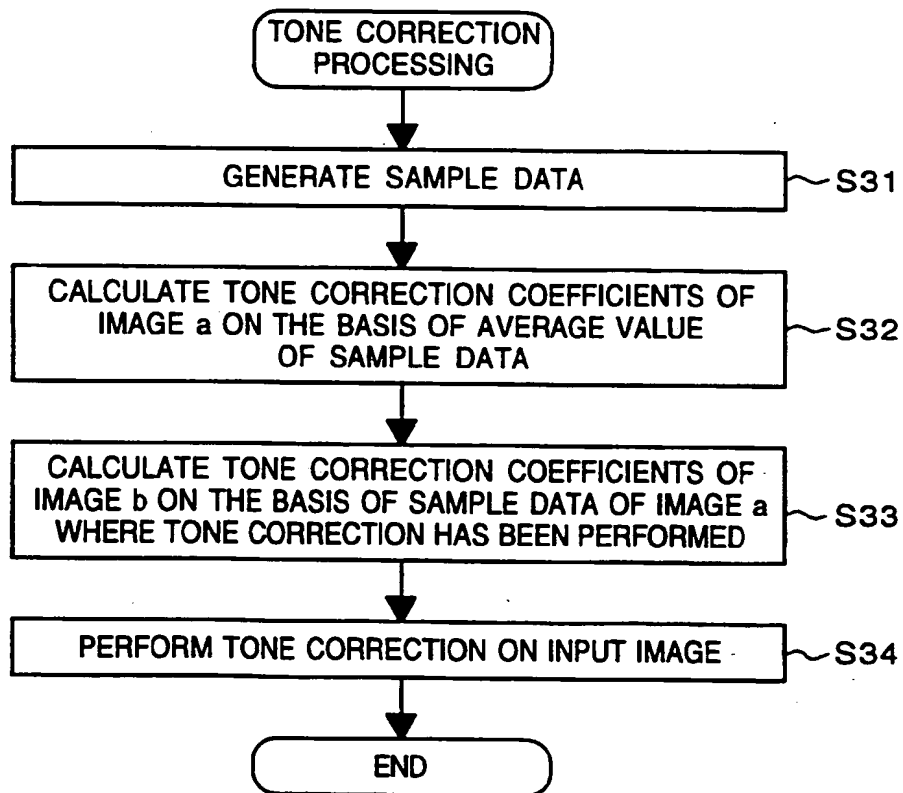 TONE CORRECTION
PROCESSING
GENERATE SAMPLE DATA
S31
CALCULATE TONE CORRECTION COEFFICIENTS OF
IMAGE a ON THE BASIS OF AVERAGE VALUE
OF SAMPLE DATA
S32
CALCULATE TONE CORRECTION COEFFICIENTS OF
IMAGE b ON THE BASIS OF SAMPLE DATA OF IMAGE a
WHERE TONE CORRECTION HAS BEEN PERFORMED
S33
PERFORM TONE CORRECTION ON INPUT IMAGE
S34
END